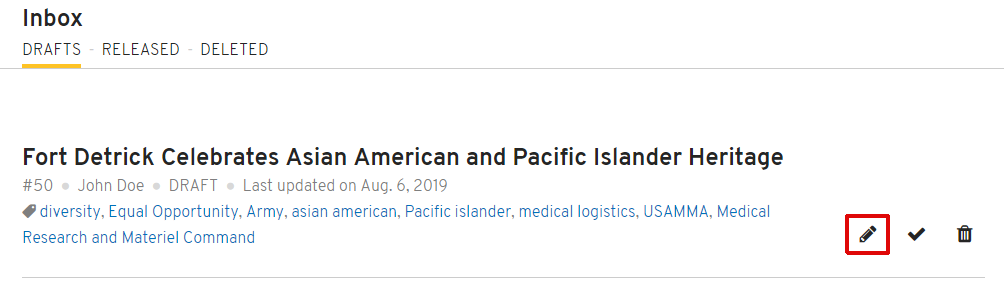 Inbox
DRAFTS - RELEASED - DELETED
Fort Detrick Celebrates Asian American and Pacific Islander Heritage
#50 ● John Doe ● DRAFT ● Last updated on Aug. 6, 2019
diversity, Equal Opportunity, Army, asian american, Pacific islander, medical logistics, USAMMA, Medical
Research and Materiel Command